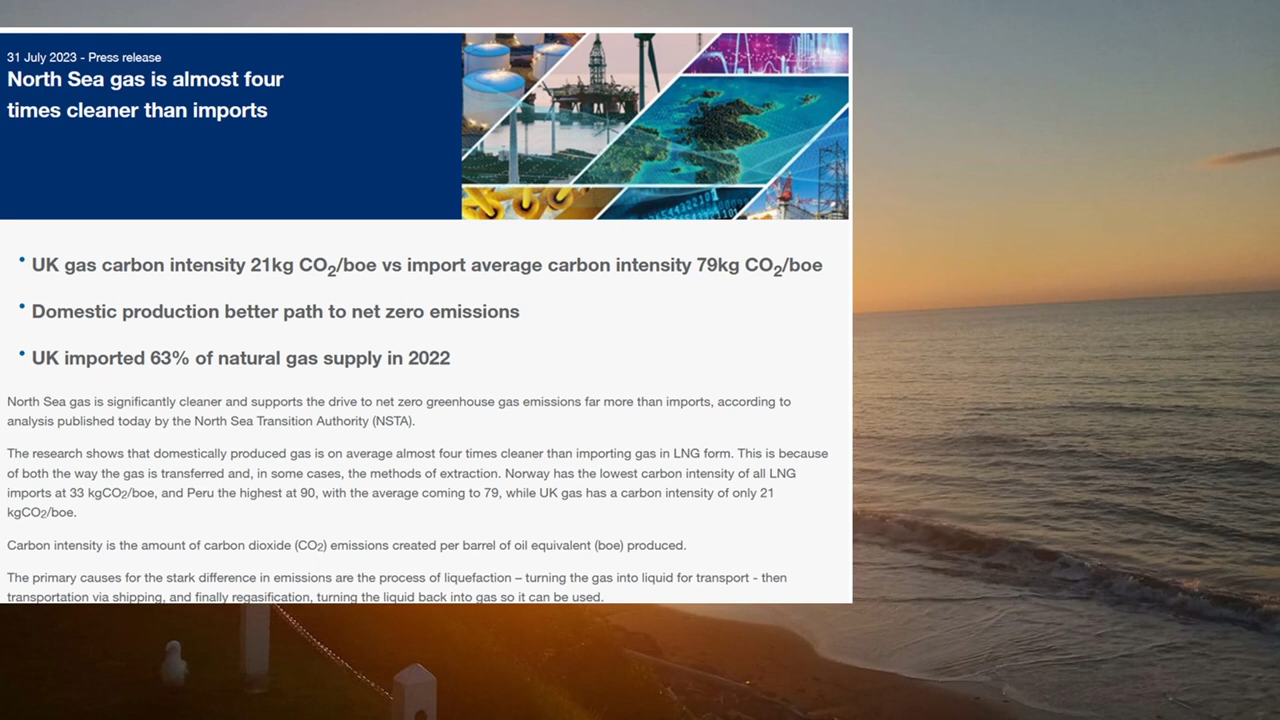 31 July 2023 - Press release
North Sea gas is almost four
times cleaner than imports
• UK gas carbon intensity 21kg CO₂/boe vs import average carbon intensity 79kg CO₂/boe
• Domestic production better path to net zero emissions
• UK imported 63% of natural gas supply in 2022
North Sea gas is significantly cleaner and supports the drive to net zero greenhouse gas emissions far more than imports, according to
analysis published today by the North Sea Transition Authority (NSTA).
The research shows that domestically produced gas is on average almost four times cleaner than importing gas in LNG form. This is because
of both the way the gas is transferred and, in some cases, the methods of extraction. Norway has the lowest carbon intensity of all LNG
imports at 33 kgCO₂/boe, and Peru the highest at 90, with the average coming to 79, while UK gas has a carbon intensity of only 21
kgCO₂/boe.
Carbon intensity is the amount of carbon dioxide (CO₂) emissions created per barrel of oil equivalent (boe) produced.
The primary causes for the stark difference in emissions are the process of liquefaction – turning the gas into liquid for transport - then
transportation via shipping, and finally regasification, turning the liquid back into gas so it can be used.